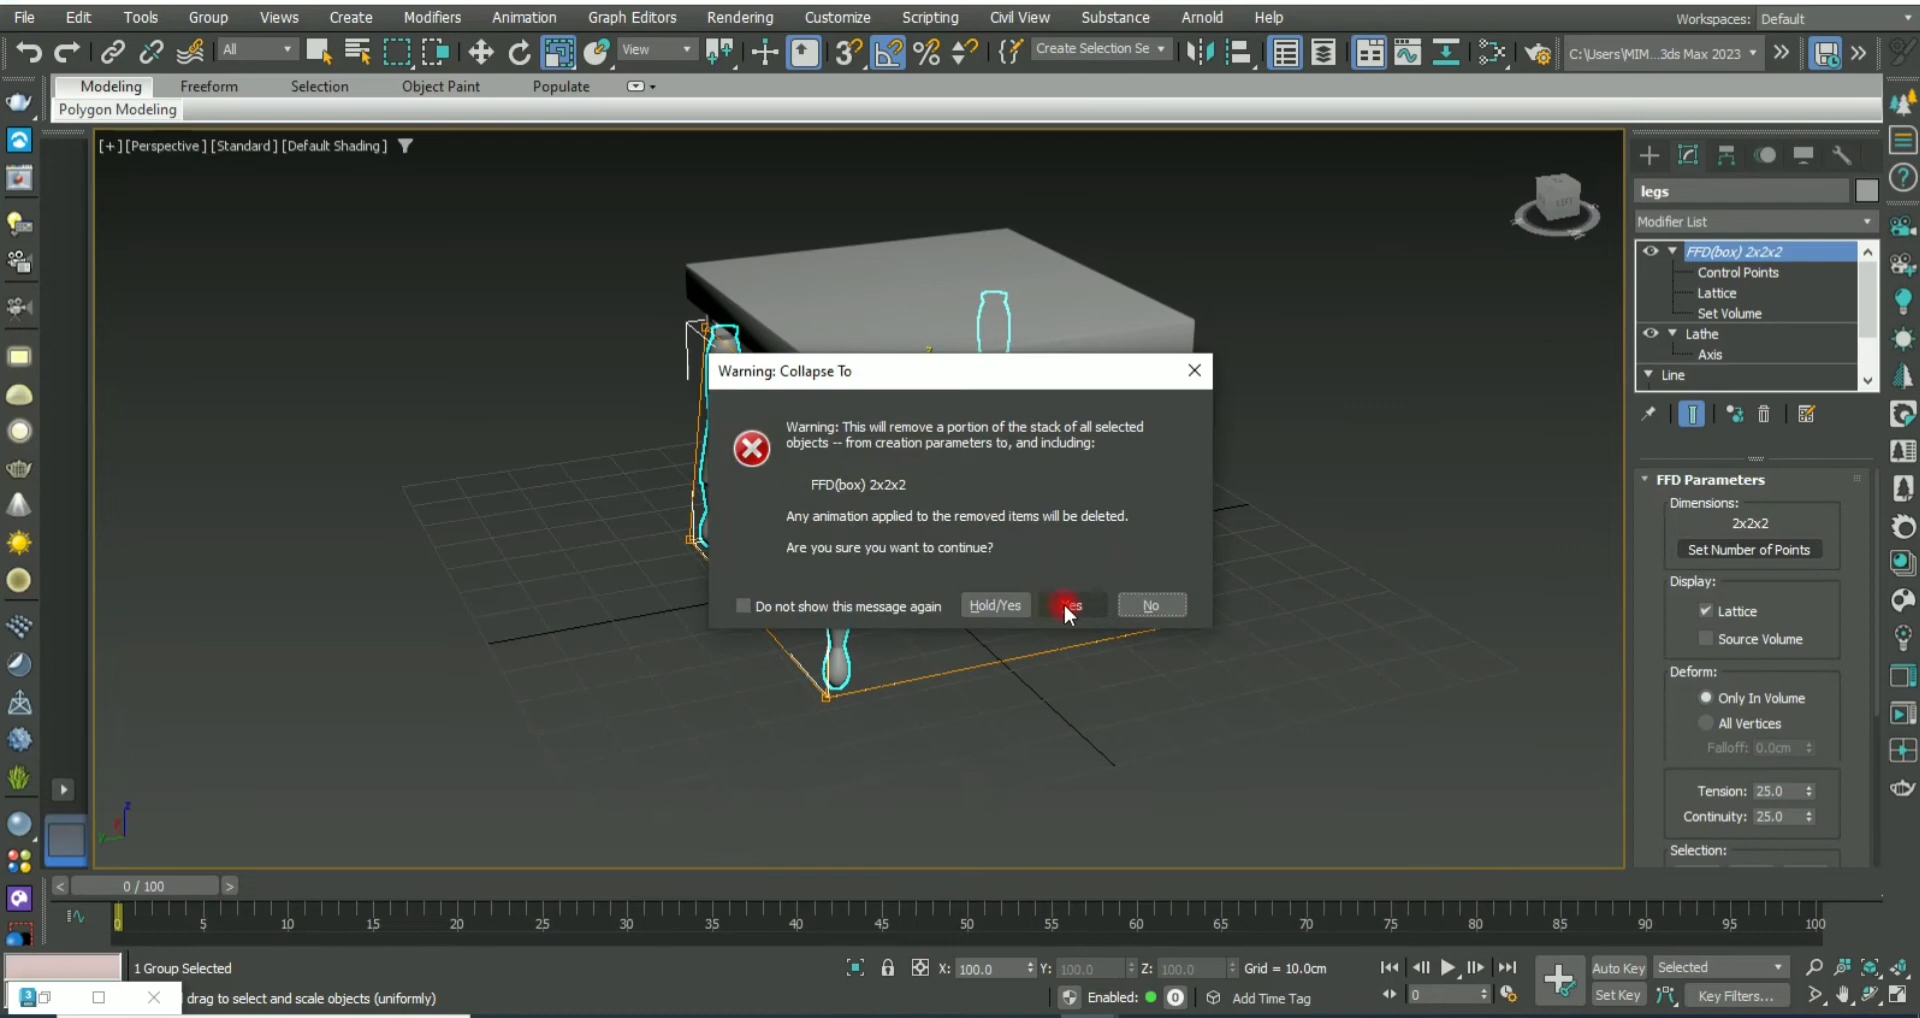 File Edit Tools Group Views Create Modifiers Animation Graph Editors Rendering Customize Scripting Civil View Substance Arnold Help Workspaces: Default
All View Create Selection Se C:\Users\MIM...3ds Max 2023
Modeling Freeform Selection Object Paint Populate
Polygon Modeling
[+] [Perspective] [Standard] [Default Shading]
LEFT
legs
Modifier List
FFD(box) 2x2x2
Control Points
Lattice
Set Volume
Lathe
Axis
Line
Warning: Collapse To
Warning: This will remove a portion of the stack of all selected
objects -- from creation parameters to, and including:
FFD(box) 2x2x2
Any animation applied to the removed items will be deleted.
Are you sure you want to continue?
Do not show this message again Hold/Yes Yes No
FFD Parameters
Dimensions:
2x2x2
Set Number of Points
Display:
Lattice
Source Volume
Deform:
Only In Volume
All Vertices
Falloff: 0.0cm
Tension: 25.0
Continuity: 25.0
Selection:
z
< 0 / 100 >
0 5 10 15 20 25 30 35 40 45 50 55 60 65 70 75 80 85 90 95 100
1 Group Selected X: 100.0 Y: 100.0 Z: 100.0 Grid = 10.0cm Auto Key Selected
drag to select and scale objects (uniformly) Enabled: 0 Add Time Tag 0 Set Key Key Filters...
3